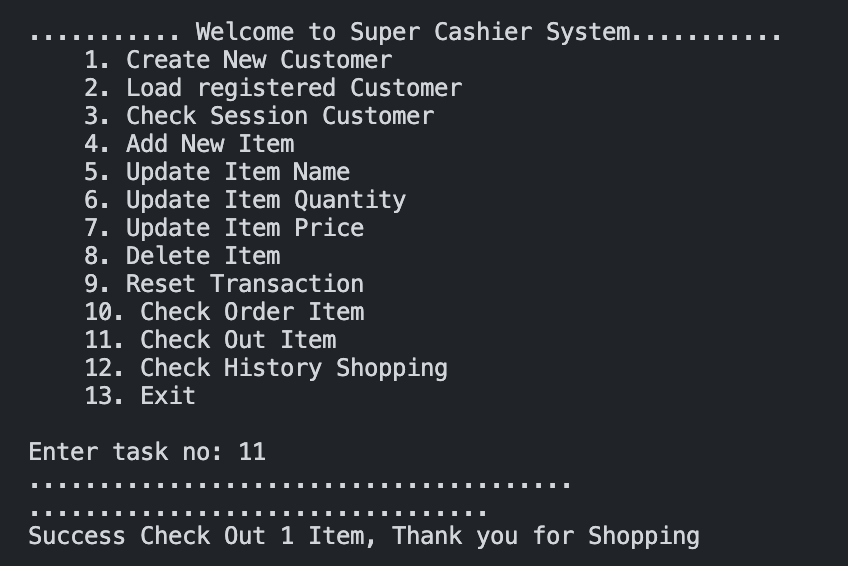 ........... Welcome to Super Cashier System...........
1. Create New Customer
2. Load registered Customer
3. Check Session Customer
4. Add New Item
5. Update Item Name
6. Update Item Quantity
7. Update Item Price
8. Delete Item
9. Reset Transaction
10. Check Order Item
11. Check Out Item
12. Check History Shopping
13. Exit
Enter task no: 11
.......................................
.................................
Success Check Out 1 Item, Thank you for Shopping